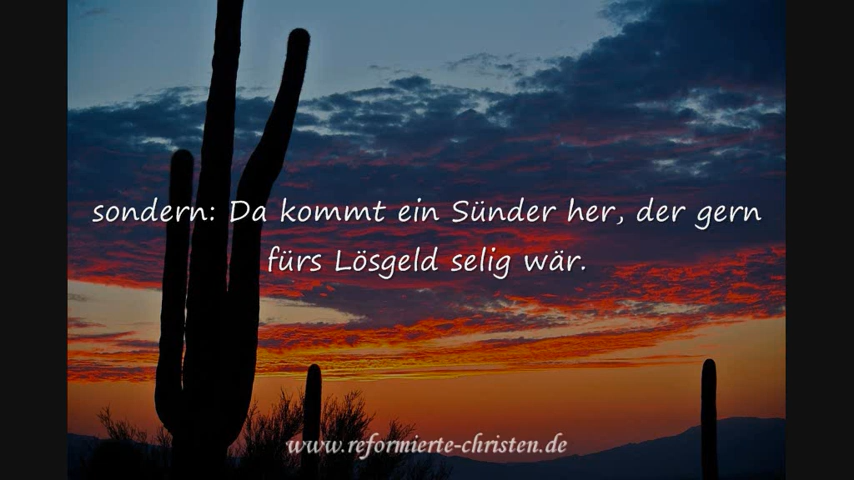 sondern: Da kommt ein Sünder her, der gern
fürs Lösgeld selig wär.
www.reformierte-christen.de